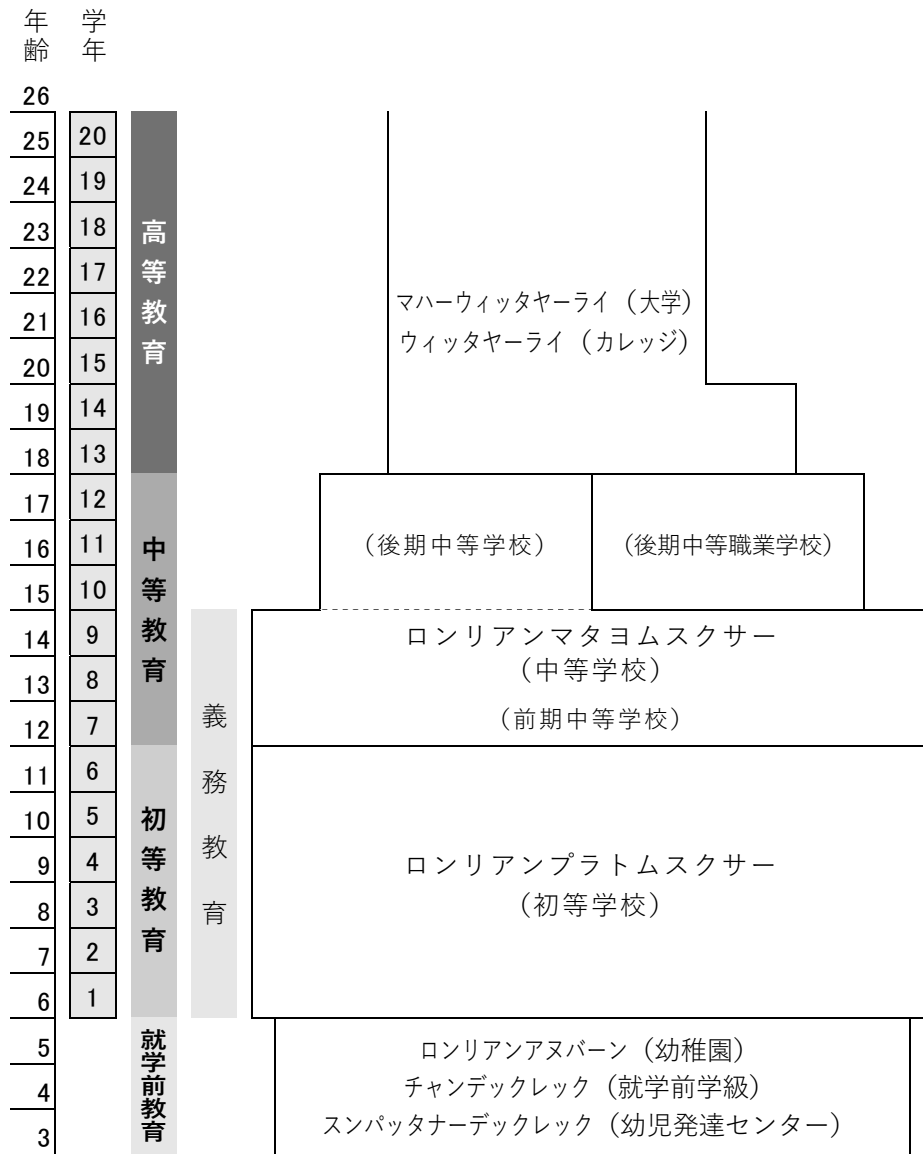 年齢
学年
26
25 20
24 19
23 18
22 17
21 16
20 15
19 14
18 13
17 12
16 11
15 10
14 9
13 8
12 7
11 6
10 5
9 4
8 3
7 2
6 1
5
4
3
高等教育
中等教育
初等教育
就学前教育
義務教育
マハーウィッタヤーライ（大学）
ウィッタヤーライ（カレッジ）
（後期中等学校）
（後期中等職業学校）
ロンリアンマタヨムスクサー
（中等学校）
（前期中等学校）
ロンリアンプラトムスクサー
（初等学校）
ロンリアンアヌバーン（幼稚園）
チャンデックレック（就学前学級）
スンパッタナーデックレック（幼児発達センター）